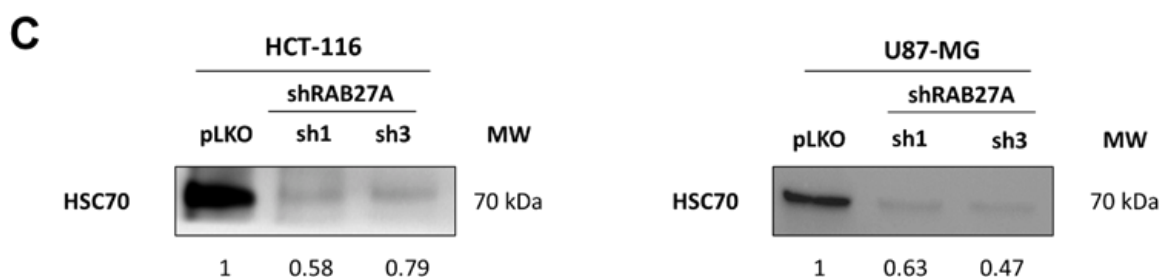 C
HCT-116
shRAB27A
pLKO sh1 sh3 MW
HSC70 70 kDa
1 0.58 0.79
U87-MG
shRAB27A
pLKO sh1 sh3 MW
HSC70 70 kDa
1 0.63 0.47